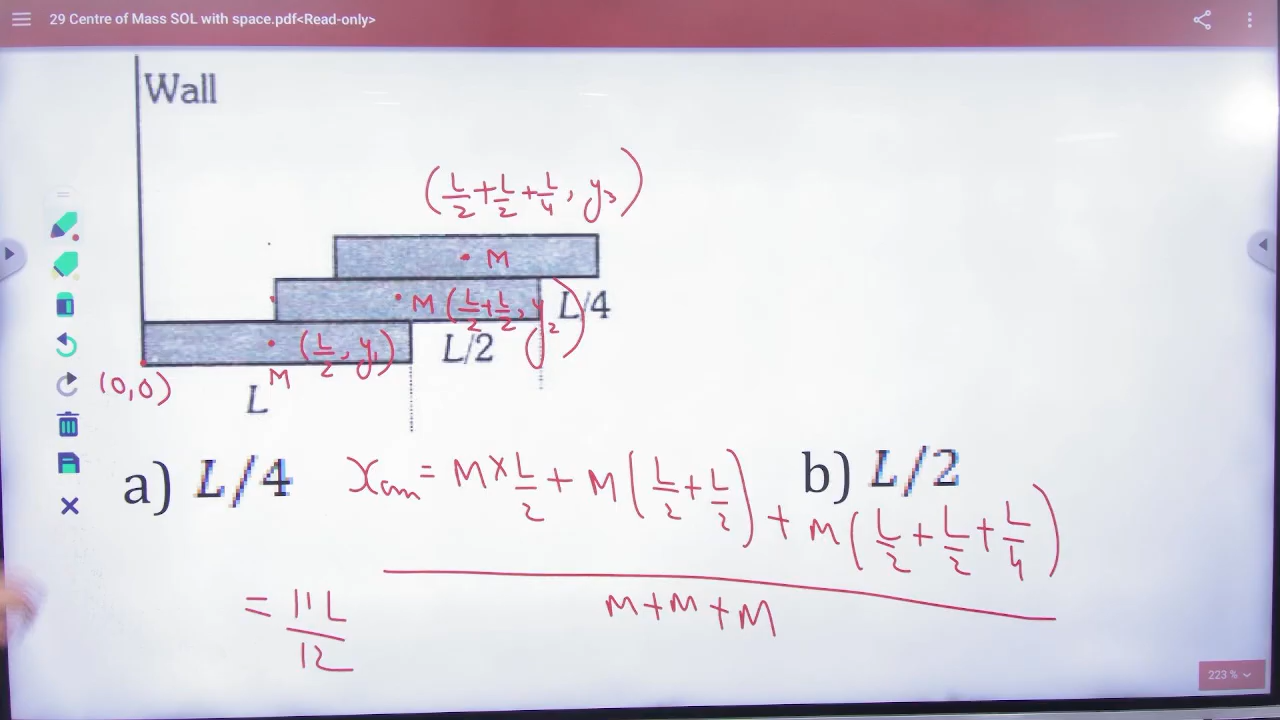 29 Centre of Mass SOL with space.pdf<Read-only>
Wall
(L/2 + L/2 + L/4, y3)
M
M (L/2 + L/2, y2)
L/4
(L/2, y1)
L/2
M
(0,0)
L
a) L/4
xcm = M × L/2 + M (L/2 + L/2) + M (L/2 + L/2 + L/4)
b) L/2
M + M + M
= 11L/12
223 %